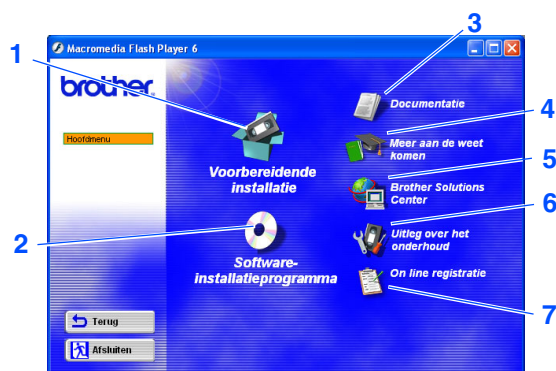 Macromedia Flash Player 6
brother.
Hoofdmenu
1
Voorbereidende
installatie
2
Software-
installatieprogramma
3
Documentatie
4
Meer aan de weet
komen
5
Brother Solutions
Center
6
Uitleg over het
onderhoud
On line registratie
7
Terug
Afsluiten